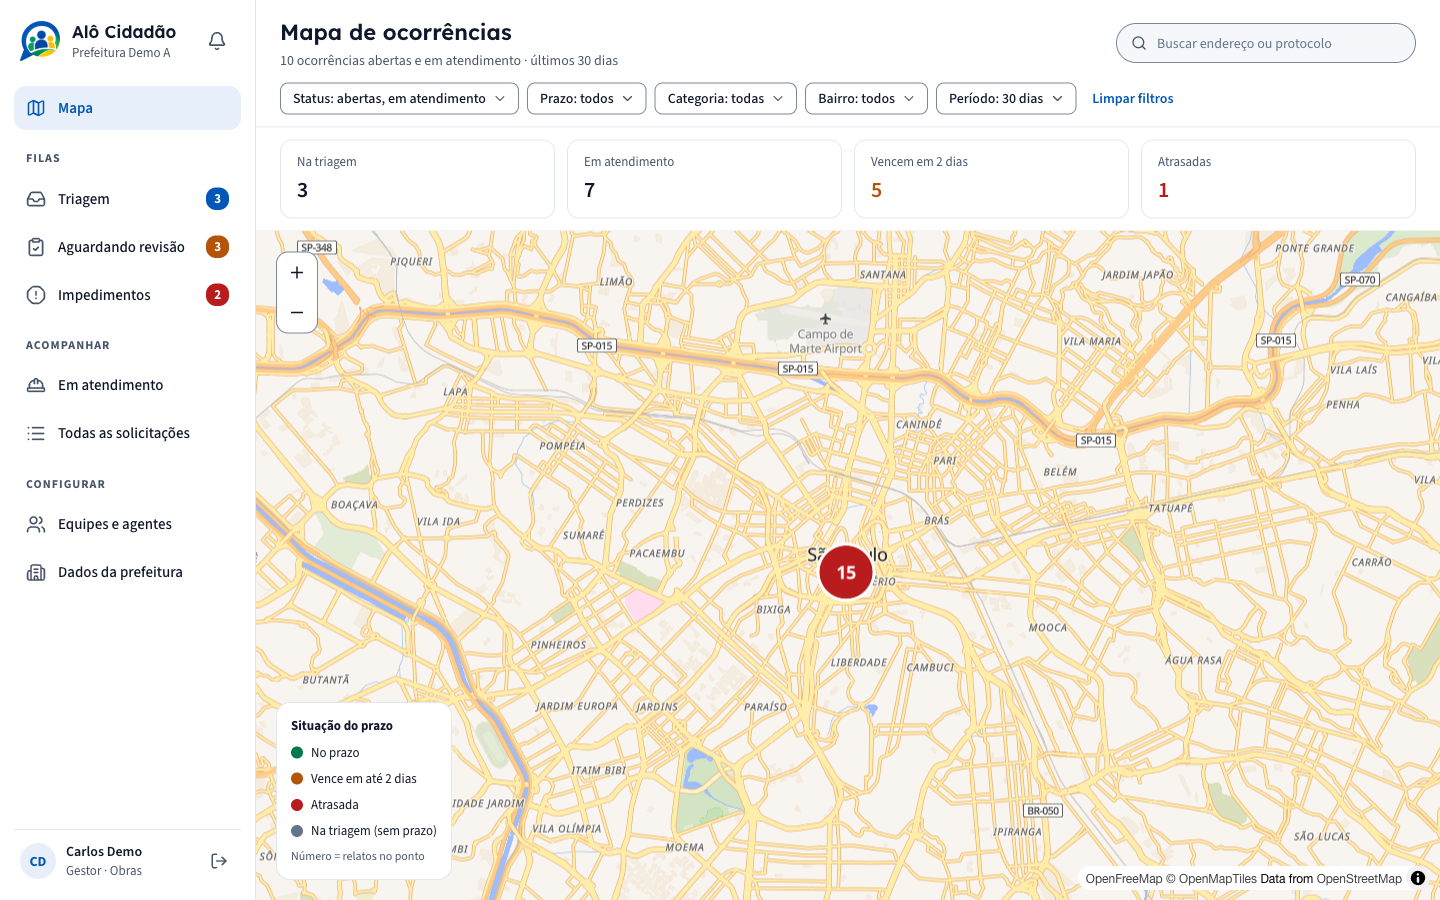 Alô Cidadão
Prefeitura Demo A
Mapa
FILAS
Triagem
3
Aguardando revisão
3
Impedimentos
2
ACOMPANHAR
Em atendimento
Todas as solicitações
CONFIGURAR
Equipes e agentes
Dados da prefeitura
CD
Carlos Demo
Gestor · Obras
Mapa de ocorrências
10 ocorrências abertas e em atendimento · últimos 30 dias
Buscar endereço ou protocolo
Status: abertas, em atendimento
Prazo: todos
Categoria: todas
Bairro: todos
Período: 30 dias
Limpar filtros
Na triagem
3
Em atendimento
7
Vencem em 2 dias
5
Atrasadas
1
SP-348
PIQUERI
LIMÃO
SANTANA
JARDIM JAPÃO
PONTE GRANDE
SP-070
CANGAÍBA
+
−
Campo de
Marte Airport
SP-015
SP-015
SP-015
VILA MARIA
VILA LAÍS
PENHA
LAPA
CANINDÉ
SP-015
POMPÉIA
PARI
BELÉM
VILA
PERDIZES
BOAÇAVA
VILA IDA
SUMARÉ
BRÁS
TATUAPÉ
PACAEMBU
CARRÃO
15
BIXIGA
MOOCA
PINHEIROS
LIBERDADE
CAMBUCI
ÁGUA RASA
BUTANTÃ
JARDIM EUROPA
JARDINS
PARAÍSO
ITAIM BIBI
IDADE JARDIM
VILA OLÍMPIA
MOEMA
BR-050
IPIRANGA
SÃO LUCAS
Situação do prazo
No prazo
Vence em até 2 dias
Atrasada
Na triagem (sem prazo)
Número = relatos no ponto
OpenFreeMap © OpenMapTiles Data from OpenStreetMap